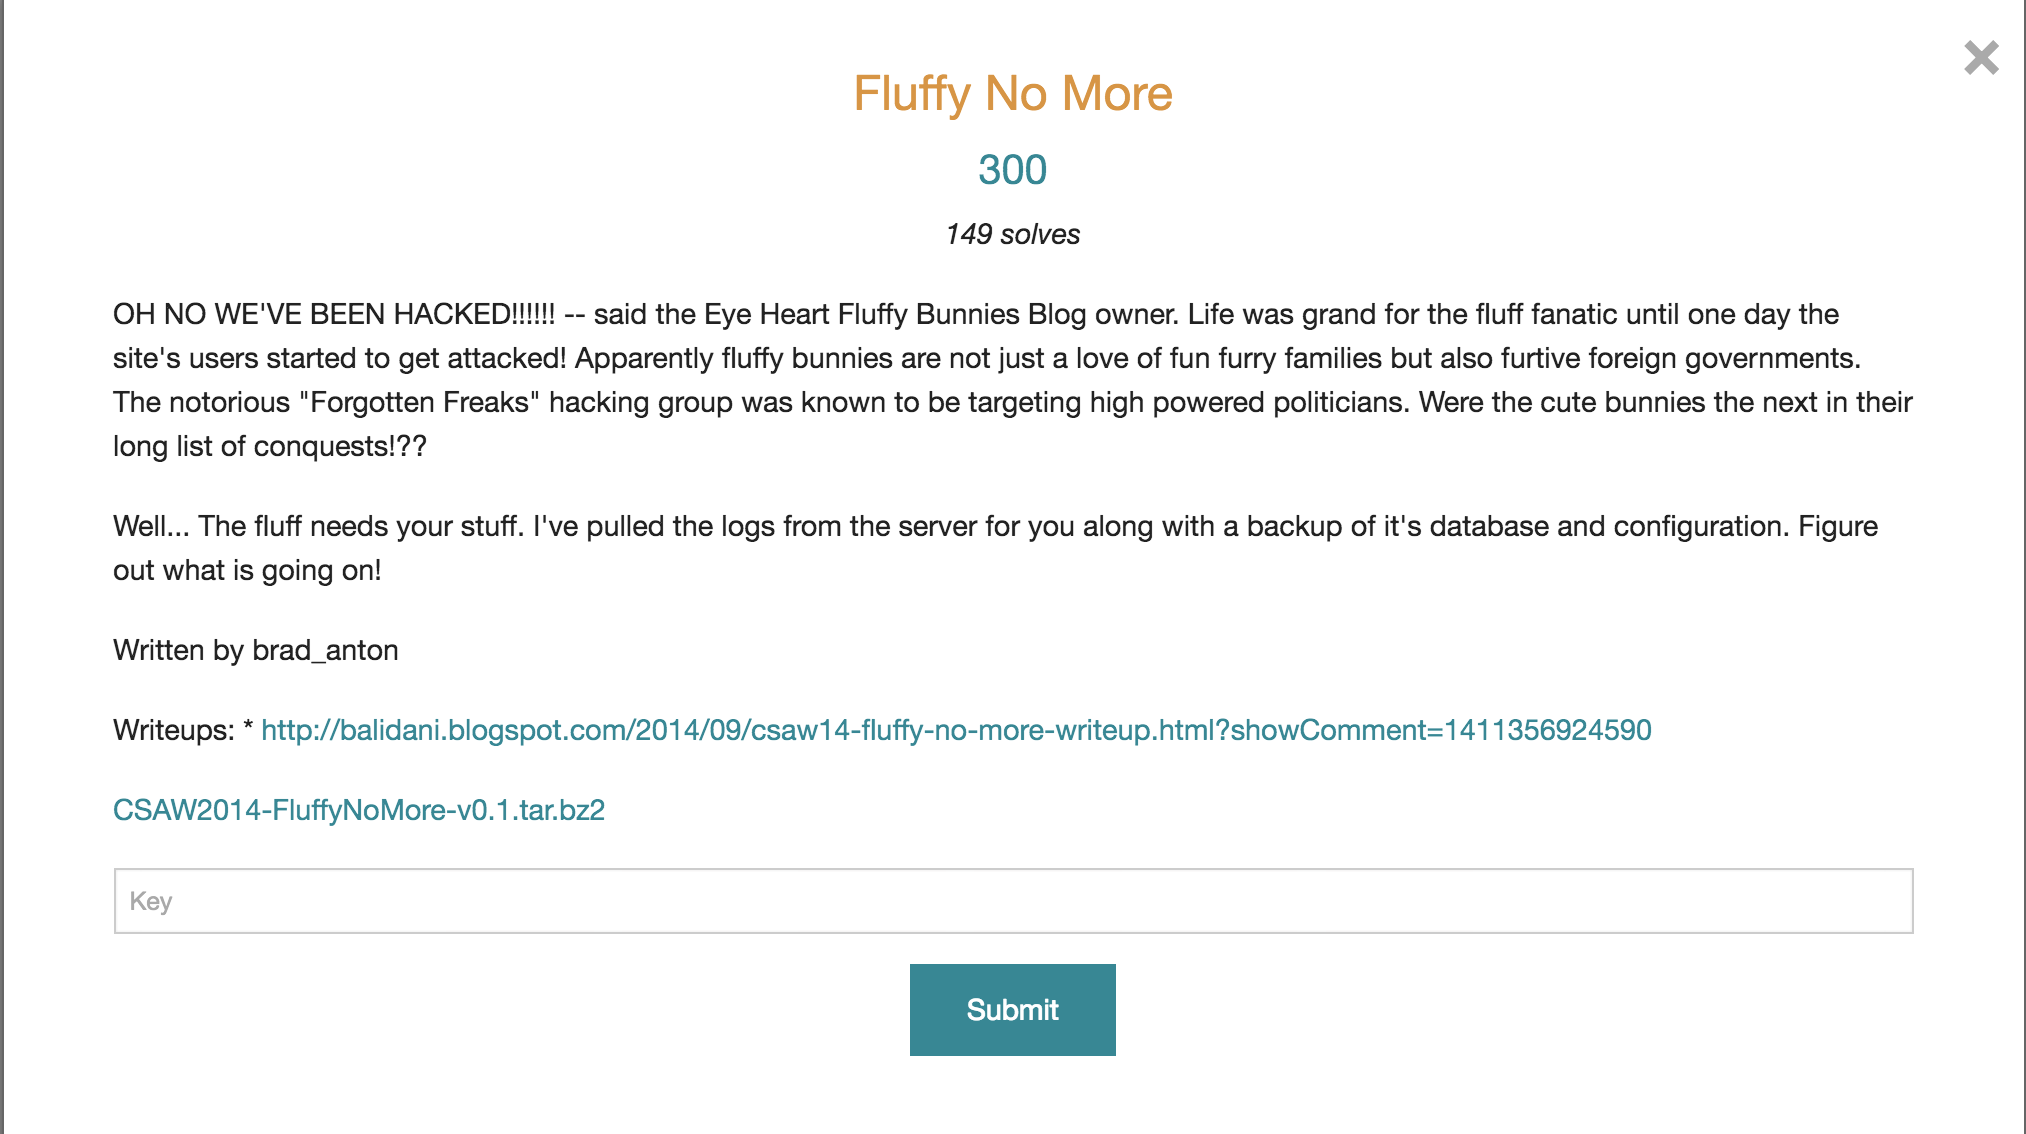 Fluffy No More
300
149 solves
OH NO WE'VE BEEN HACKED!!!!!! -- said the Eye Heart Fluffy Bunnies Blog owner. Life was grand for the fluff fanatic until one day the
site's users started to get attacked! Apparently fluffy bunnies are not just a love of fun furry families but also furtive foreign governments.
The notorious "Forgotten Freaks" hacking group was known to be targeting high powered politicians. Were the cute bunnies the next in their
long list of conquests!??
Well... The fluff needs your stuff. I've pulled the logs from the server for you along with a backup of it's database and configuration. Figure
out what is going on!
Written by brad_anton
Writeups: * http://balidani.blogspot.com/2014/09/csaw14-fluffy-no-more-writeup.html?showComment=1411356924590
CSAW2014-FluffyNoMore-v0.1.tar.bz2
Key
Submit